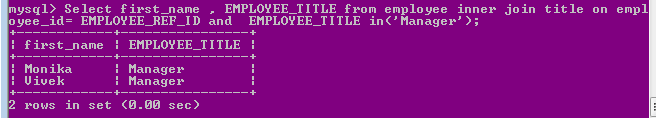 mysql> Select first_name , EMPLOYEE_TITLE from employee inner join title on empl
oyee_id= EMPLOYEE_REF_ID and  EMPLOYEE_TITLE in('Manager');
+------------+----------------+
| first_name | EMPLOYEE_TITLE |
+------------+----------------+
| Monika     | Manager        |
| Vivek      | Manager        |
+------------+----------------+
2 rows in set (0.00 sec)